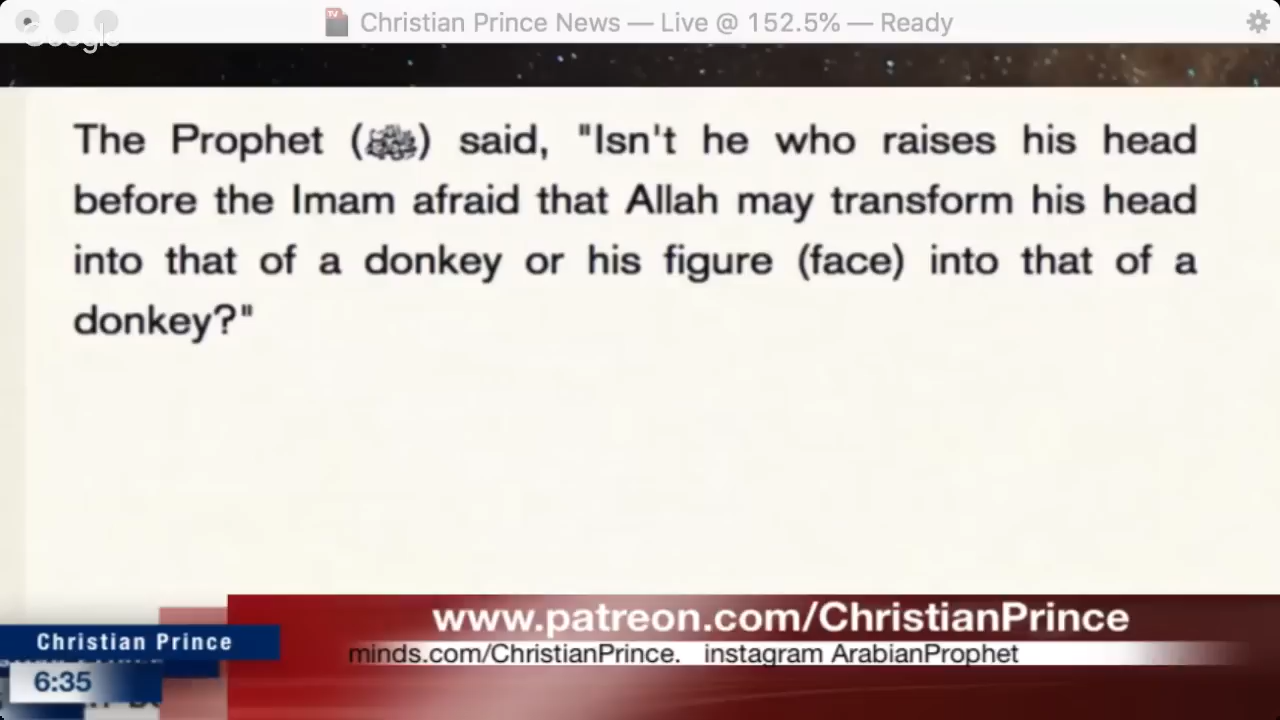 Christian Prince News — Live @ 152.5% — Ready
Google
The Prophet (ﷺ) said, "Isn't he who raises his head
before the Imam afraid that Allah may transform his head
into that of a donkey or his figure (face) into that of a
donkey?"
www.patreon.com/ChristianPrince
Christian Prince
minds.com/ChristianPrince. instagram ArabianProphet
6:35